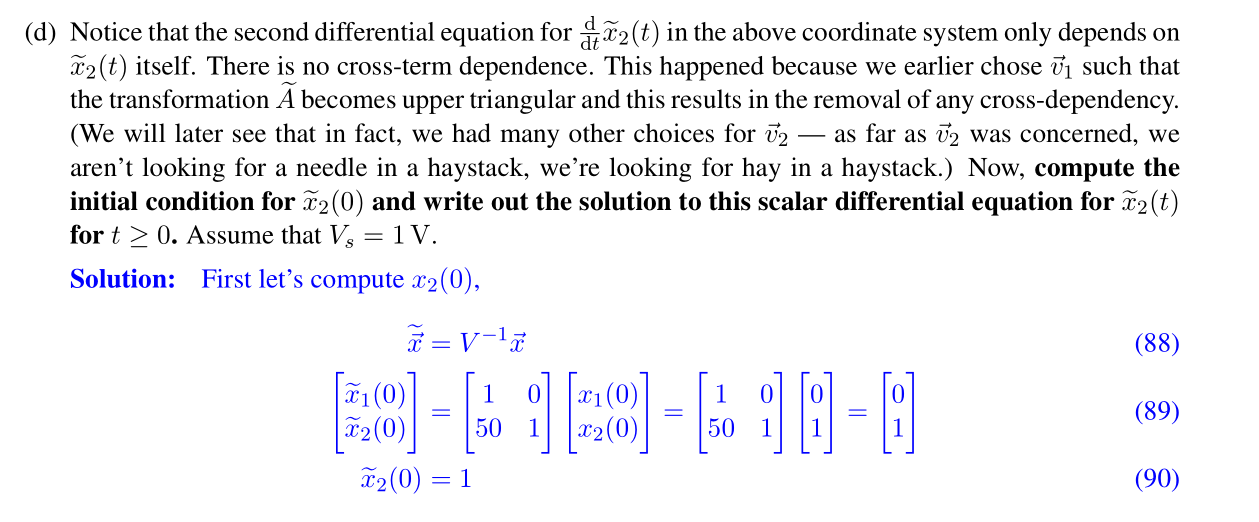 (d) Notice that the second differential equation for $\frac{\mathrm{d}}{\mathrm{d}t}\widetilde{x}_2(t)$ in the above coordinate system only depends on
$\widetilde{x}_2(t)$ itself. There is no cross-term dependence. This happened because we earlier chose $\vec{v}_1$ such that
the transformation $\widetilde{A}$ becomes upper triangular and this results in the removal of any cross-dependency.
(We will later see that in fact, we had many other choices for $\vec{v}_2$ — as far as $\vec{v}_2$ was concerned, we
aren't looking for a needle in a haystack, we're looking for hay in a haystack.) Now, compute the
initial condition for $\widetilde{x}_2(0)$ and write out the solution to this scalar differential equation for $\widetilde{x}_2(t)$
for $t \geq 0$. Assume that $V_s = 1\,\mathrm{V}$.
Solution: First let's compute $x_2(0)$,
$\widetilde{\vec{x}} = V^{-1}\vec{x}$ (88)
$\begin{bmatrix} \widetilde{x}_1(0) \\ \widetilde{x}_2(0) \end{bmatrix} = \begin{bmatrix} 1 & 0 \\ 50 & 1 \end{bmatrix} \begin{bmatrix} x_1(0) \\ x_2(0) \end{bmatrix} = \begin{bmatrix} 1 & 0 \\ 50 & 1 \end{bmatrix} \begin{bmatrix} 0 \\ 1 \end{bmatrix} = \begin{bmatrix} 0 \\ 1 \end{bmatrix}$ (89)
$\widetilde{x}_2(0) = 1$ (90)